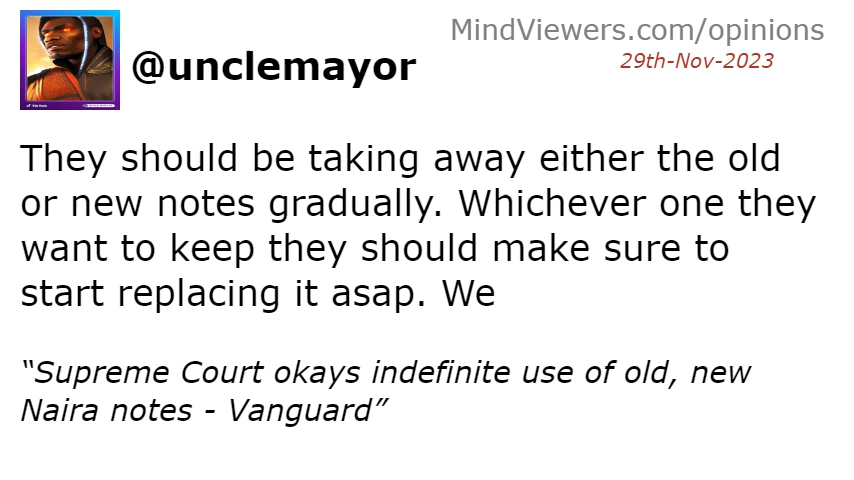 MindViewers.com/opinions
29th-Nov-2023
@unclemayor
They should be taking away either the old
or new notes gradually. Whichever one they
want to keep they should make sure to
start replacing it asap. We
“Supreme Court okays indefinite use of old, new
Naira notes - Vanguard”